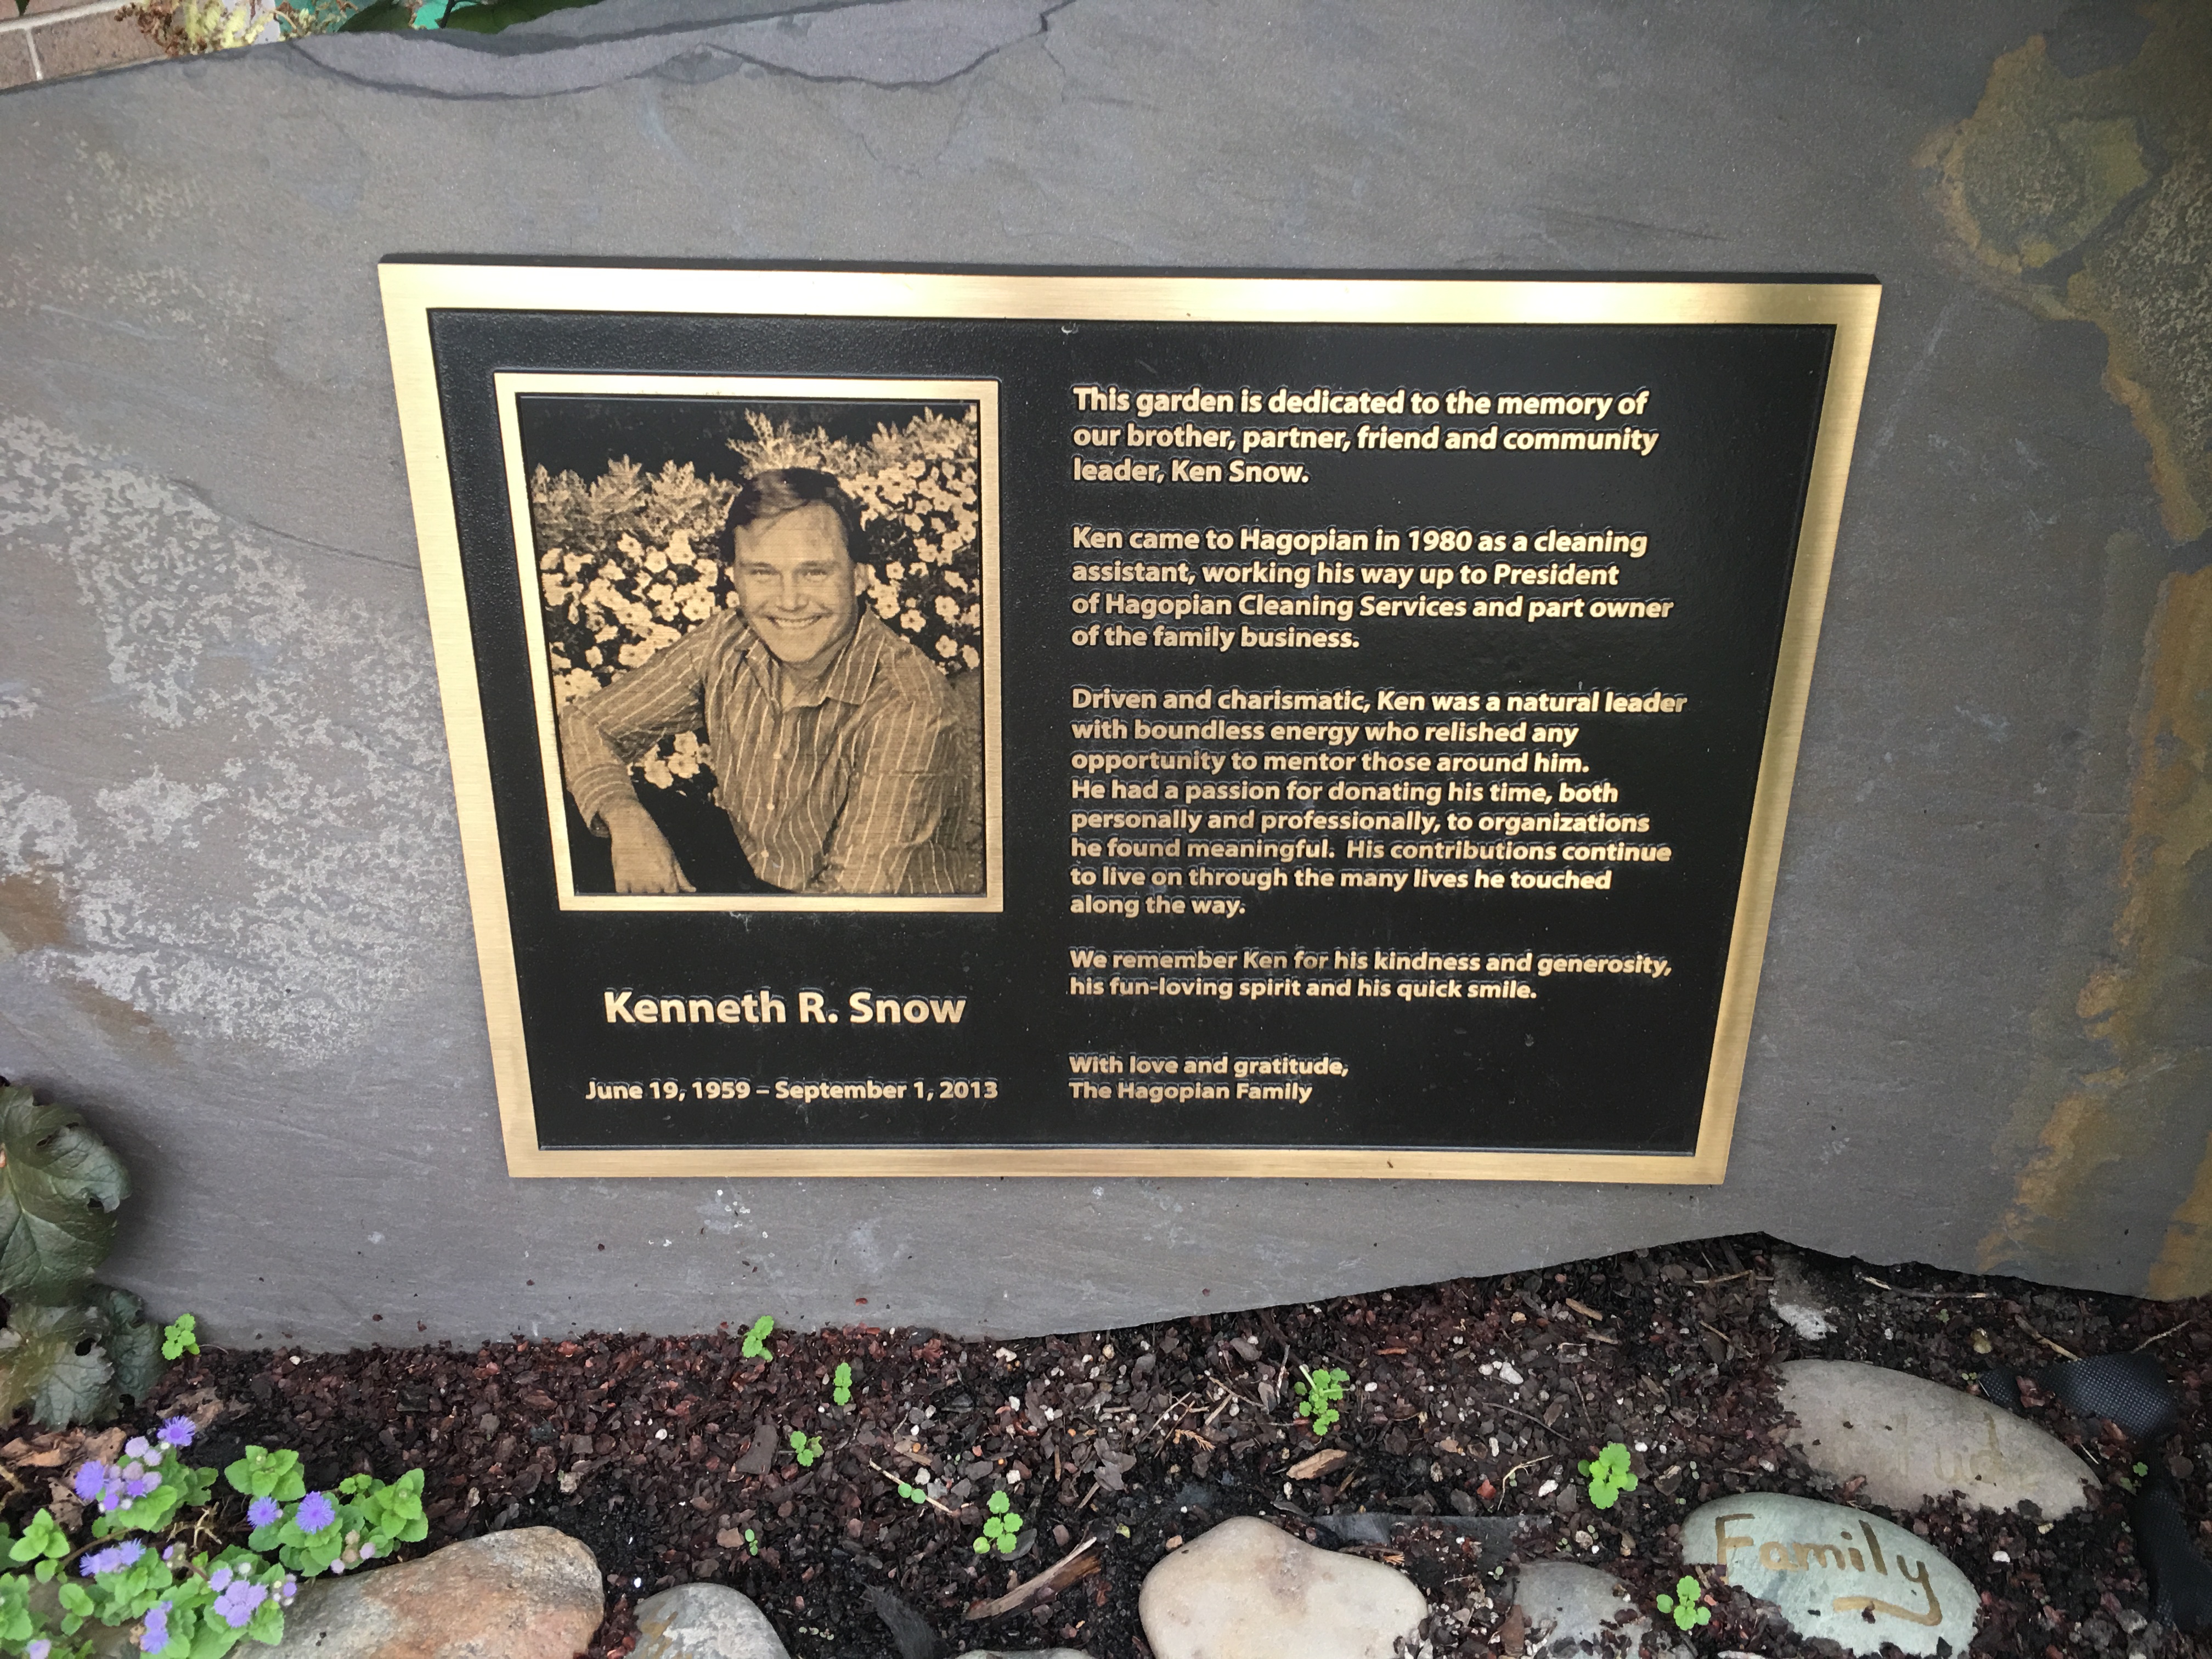 This garden is dedicated to the memory of
our brother, partner, friend and community
leader, Ken Snow.
Ken came to Hagopian in 1980 as a cleaning
assistant, working his way up to President
of Hagopian Cleaning Services and part owner
of the family business.
Driven and charismatic, Ken was a natural leader
with boundless energy who relished any
opportunity to mentor those around him.
He had a passion for donating his time, both
personally and professionally, to organizations
he found meaningful. His contributions continue
to live on through the many lives he touched
along the way.
We remember Ken for his kindness and generosity,
his fun-loving spirit and his quick smile.
With love and gratitude,
The Hagopian Family
Kenneth R. Snow
June 19, 1959 – September 1, 2013
Family